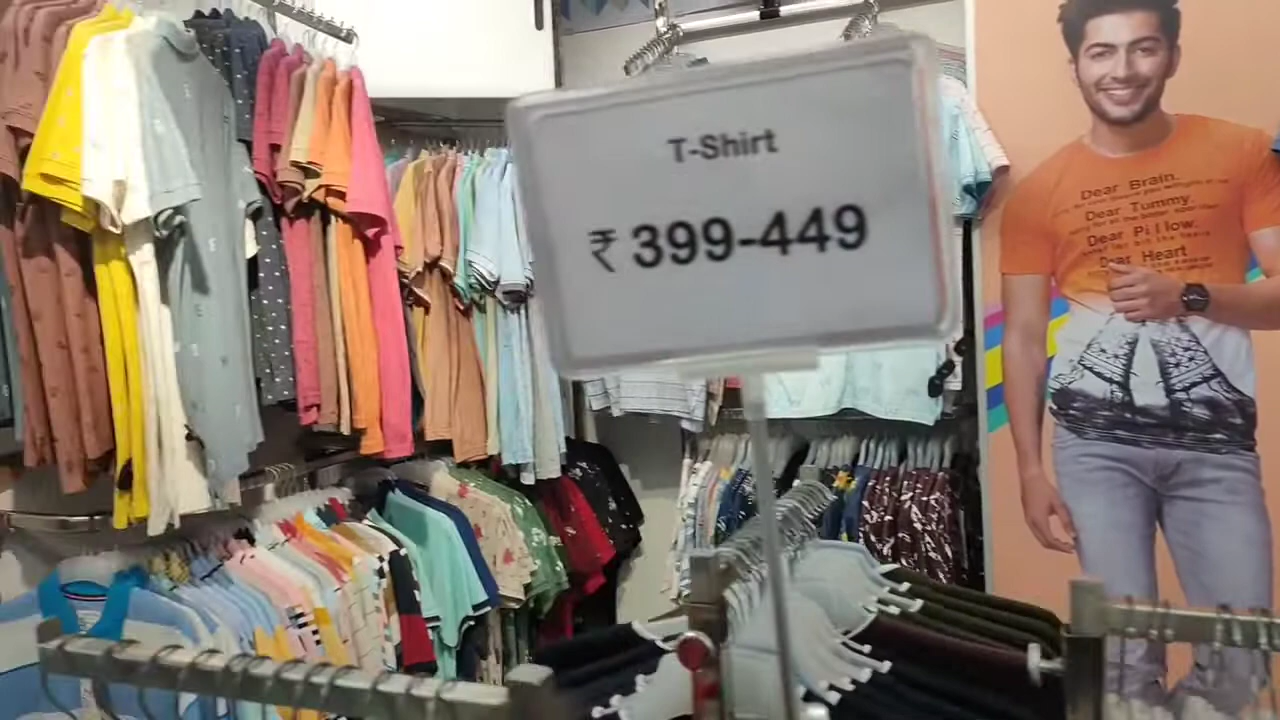 T-Shirt
₹ 399-449
Dear Brain.
Dear Tummy.
Dear Pillow.
Dear Heart